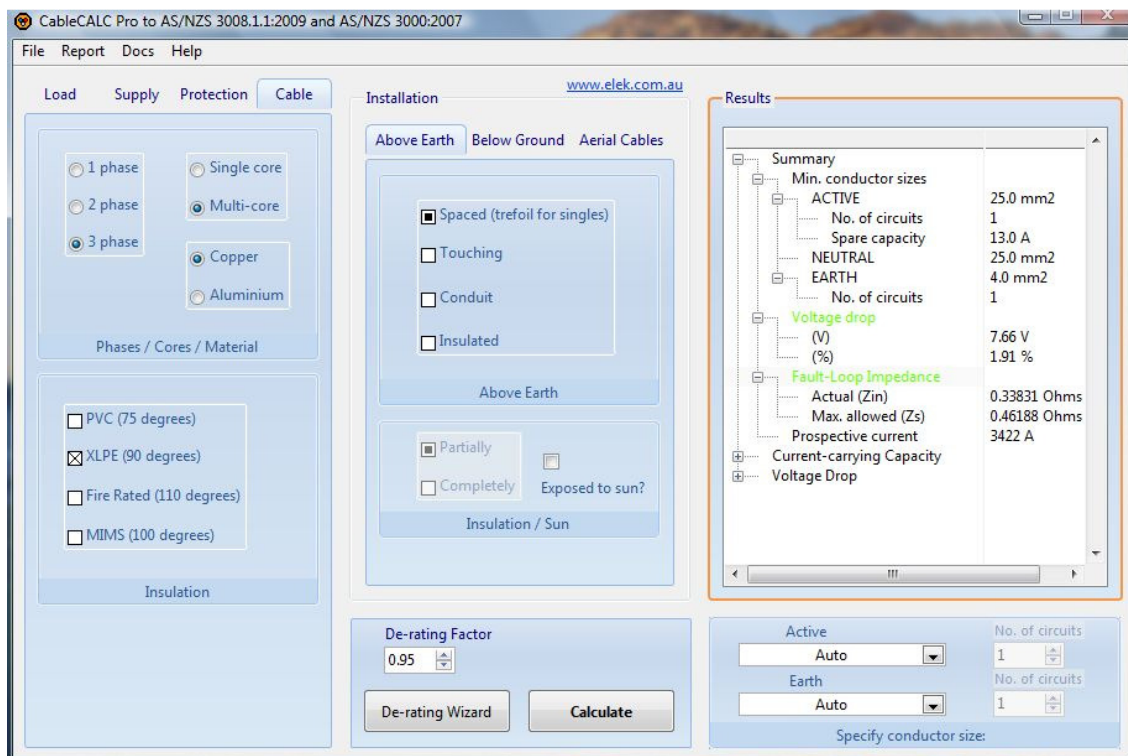 CableCALC Pro to AS/NZS 3008.1.1:2009 and AS/NZS 3000:2007
File Report Docs Help
Load Supply Protection Cable
1 phase
2 phase
3 phase
Single core
Multi-core
Copper
Aluminium
Phases / Cores / Material
PVC (75 degrees)
XLPE (90 degrees)
Fire Rated (110 degrees)
MIMS (100 degrees)
Insulation
www.elek.com.au
Installation
Above Earth Below Ground Aerial Cables
Spaced (trefoil for singles)
Touching
Conduit
Insulated
Above Earth
Partially
Completely
Exposed to sun?
Insulation / Sun
De-rating Factor
0.95
De-rating Wizard
Calculate
Results
Summary
Min. conductor sizes
ACTIVE 25.0 mm2
No. of circuits 1
Spare capacity 13.0 A
NEUTRAL 25.0 mm2
EARTH 4.0 mm2
No. of circuits 1
Voltage drop
(V) 7.66 V
(%) 1.91 %
Fault-Loop Impedance
Actual (Zin) 0.33831 Ohms
Max. allowed (Zs) 0.46188 Ohms
Prospective current 3422 A
Current-carrying Capacity
Voltage Drop
Active
Auto
No. of circuits
1
Earth
Auto
No. of circuits
1
Specify conductor size: